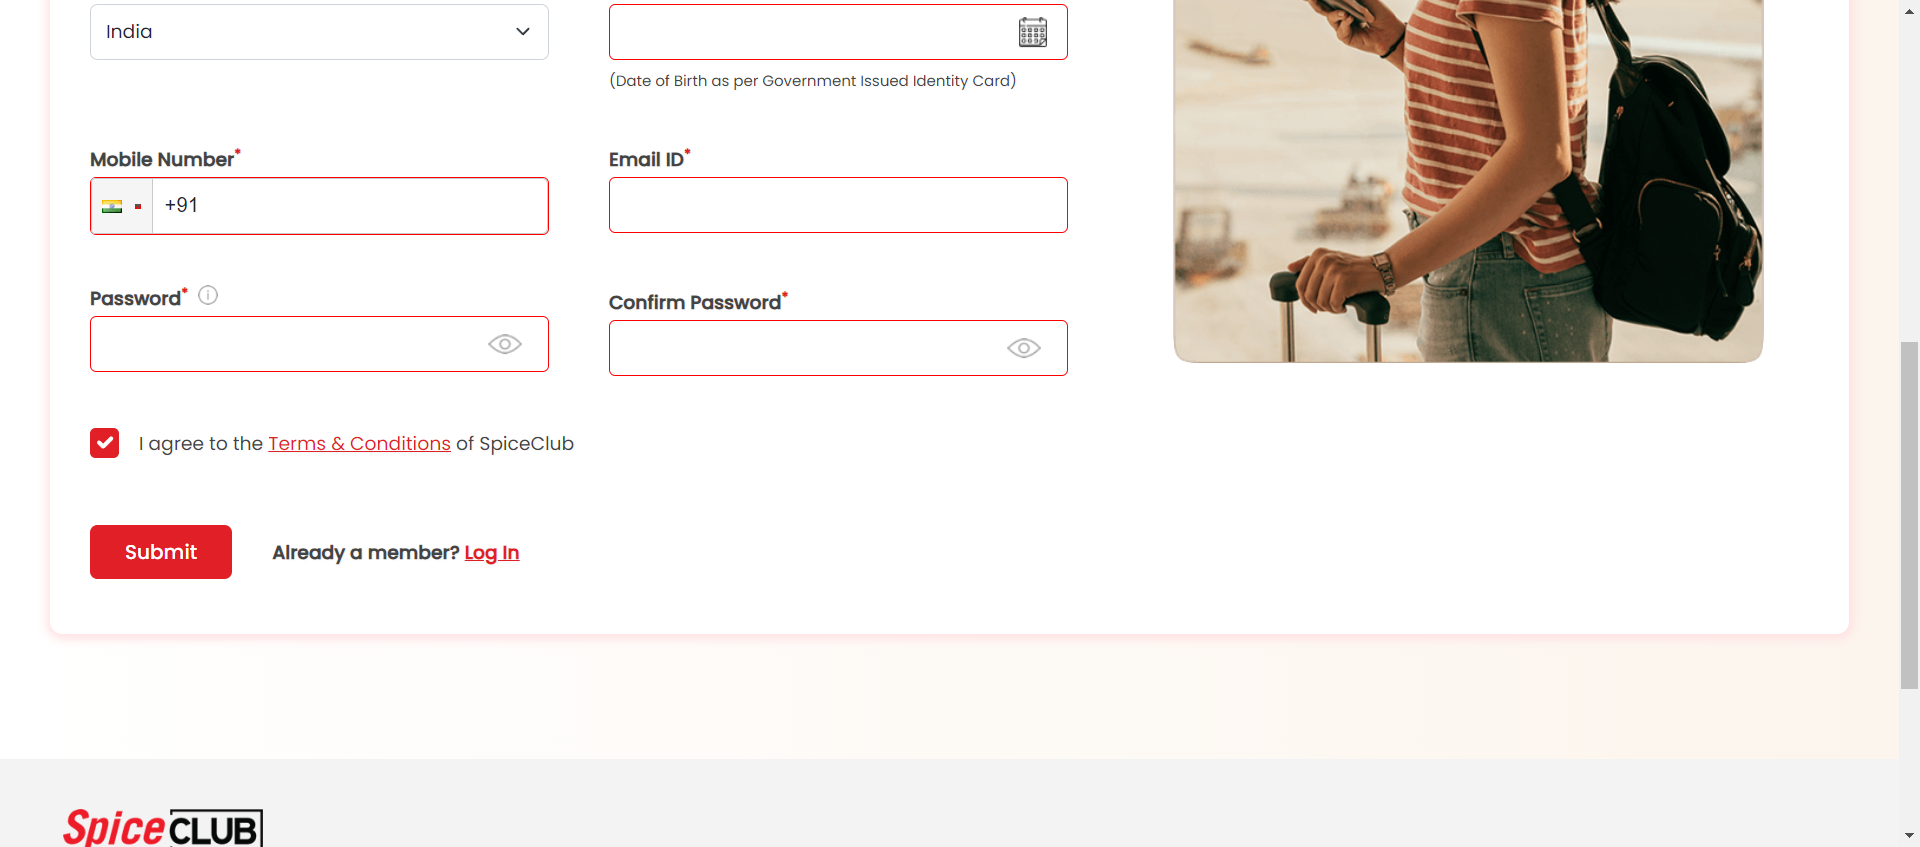 India
(Date of Birth as per Government Issued Identity Card)
Mobile Number*
Email ID*
+91
Password*
Confirm Password*
I agree to the Terms & Conditions of SpiceClub
Submit
Already a member? Log In
Spice CLUB